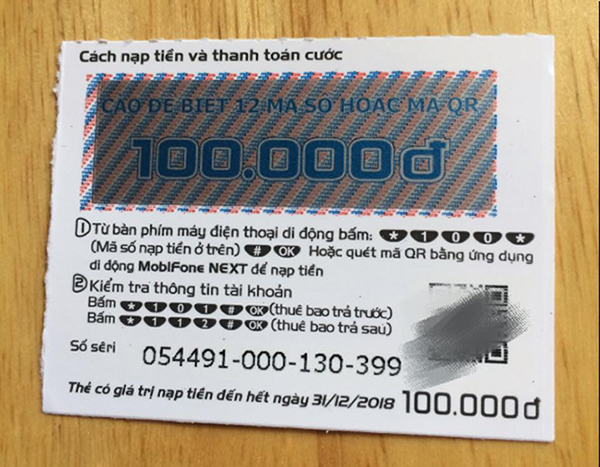 Cách nạp tiền và thanh toán cước
CÀO ĐỂ BIẾT 12 MÃ SỐ HOẶC MÃ QR
100.000đ
① Từ bàn phím máy điện thoại di động bấm: * 1 0 0 *
(Mã số nạp tiền ở trên) # OK Hoặc quét mã QR bằng ứng dụng
di động MobiFone NEXT để nạp tiền
② Kiểm tra thông tin tài khoản
Bấm * 1 0 1 # OK (thuê bao trả trước)
Bấm * 1 1 2 # OK (thuê bao trả sau)
Số sêri 054491-000-130-399
Thẻ có giá trị nạp tiền đến hết ngày 31/12/2018 100.000đ